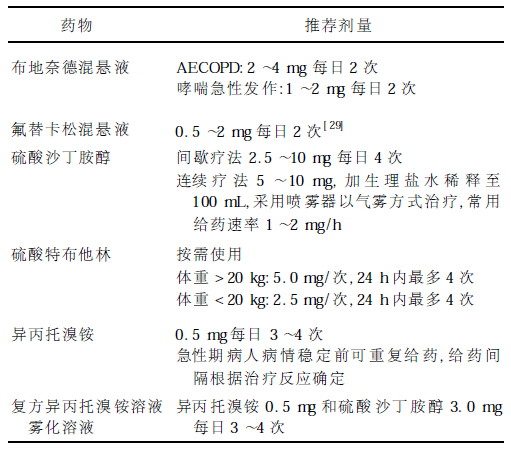 药物 推荐剂量
布地奈德混悬液 AECOPD: 2 ~4 mg 每日 2 次
哮喘急性发作: 1 ~2 mg 每日 2 次
氟替卡松混悬液 0.5 ~2 mg 每日 2 次[29]
硫酸沙丁胺醇 间歇疗法 2.5 ~10 mg 每日 4 次
连续疗法 5 ~10 mg, 加生理盐水稀释至
100 mL, 采用喷雾器以气雾方式治疗, 常用
给药速率 1 ~2 mg/h
硫酸特布他林 按需使用
体重 >20 kg: 5.0 mg/次, 24 h 内最多 4 次
体重 <20 kg: 2.5 mg/次, 24 h 内最多 4 次
异丙托溴铵 0.5 mg 每日 3 ~4 次
急性期病人病情稳定前可重复给药, 给药间
隔根据治疗反应确定
复方异丙托溴铵溶液 异丙托溴铵 0.5 mg 和硫酸沙丁胺醇 3.0 mg
雾化溶液 每日 3 ~4 次